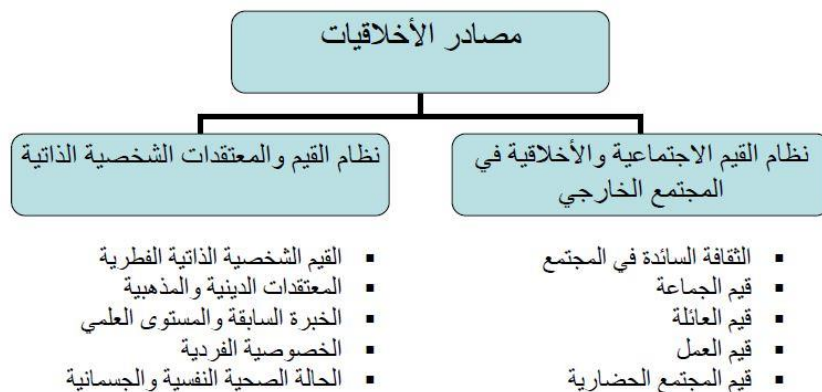 مصادر الأخلاقيات
نظام القيم الاجتماعية والأخلاقية في
المجتمع الخارجي
▪ الثقافة السائدة في المجتمع
▪ قيم الجماعة
▪ قيم العائلة
▪ قيم العمل
▪ قيم المجتمع الحضارية
نظام القيم والمعتقدات الشخصية الذاتية
▪ القيم الشخصية الذاتية الفطرية
▪ المعتقدات الدينية والمذهبية
▪ الخبرة السابقة والمستوى العلمي
▪ الخصوصية الفردية
▪ الحالة الصحية النفسية والجسمانية